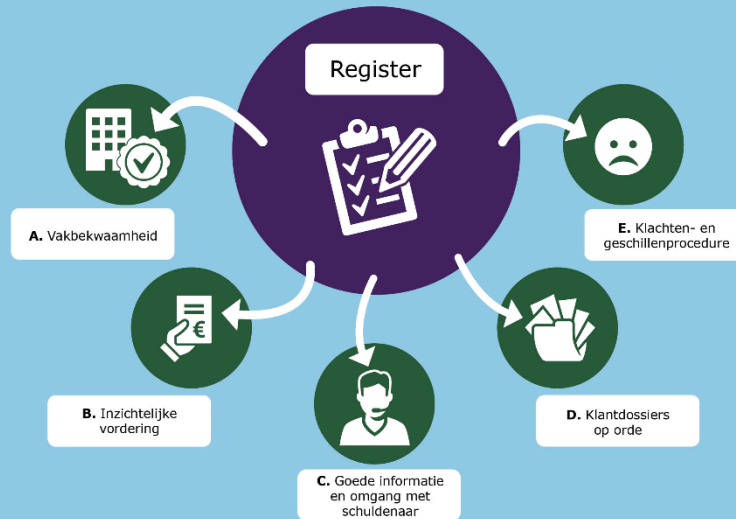 Register
A. Vakbekwaamheid
B. Inzichtelijke
vordering
C. Goede informatie
en omgang met
schuldenaar
D. Klantdossiers
op orde
E. Klachten- en
geschillenprocedure
€